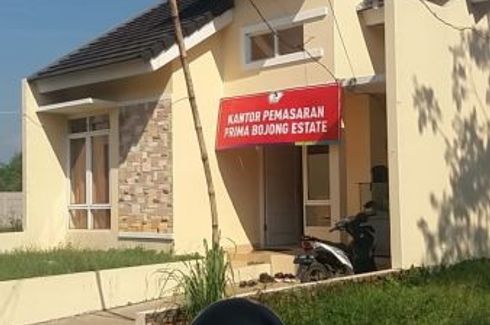 KANTOR PEMASARAN
PRIMA BOJONG ESTATE